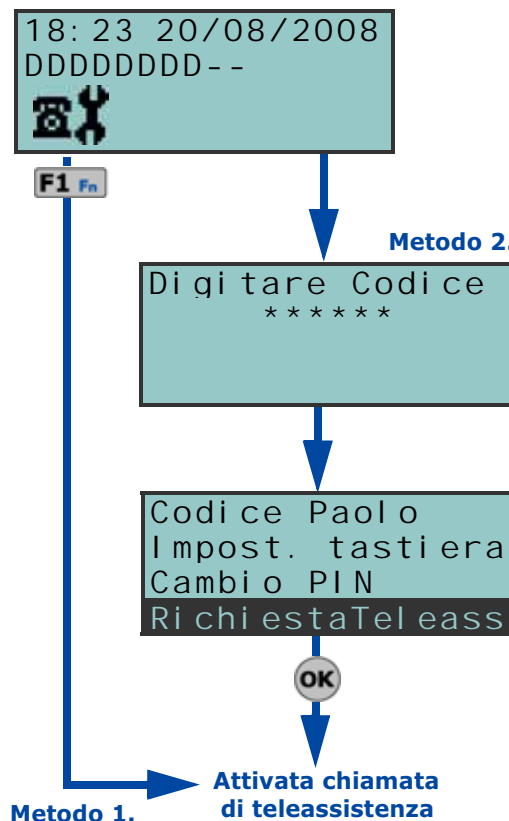 18:23 20/08/2008
DDDDDDDD--
F1 Fn
Metodo 2.
Digitare Codice
******
Codice Paolo
Impost. tastiera
Cambio PIN
RichiestaTeleass
OK
Attivata chiamata
di teleassistenza
Metodo 1.